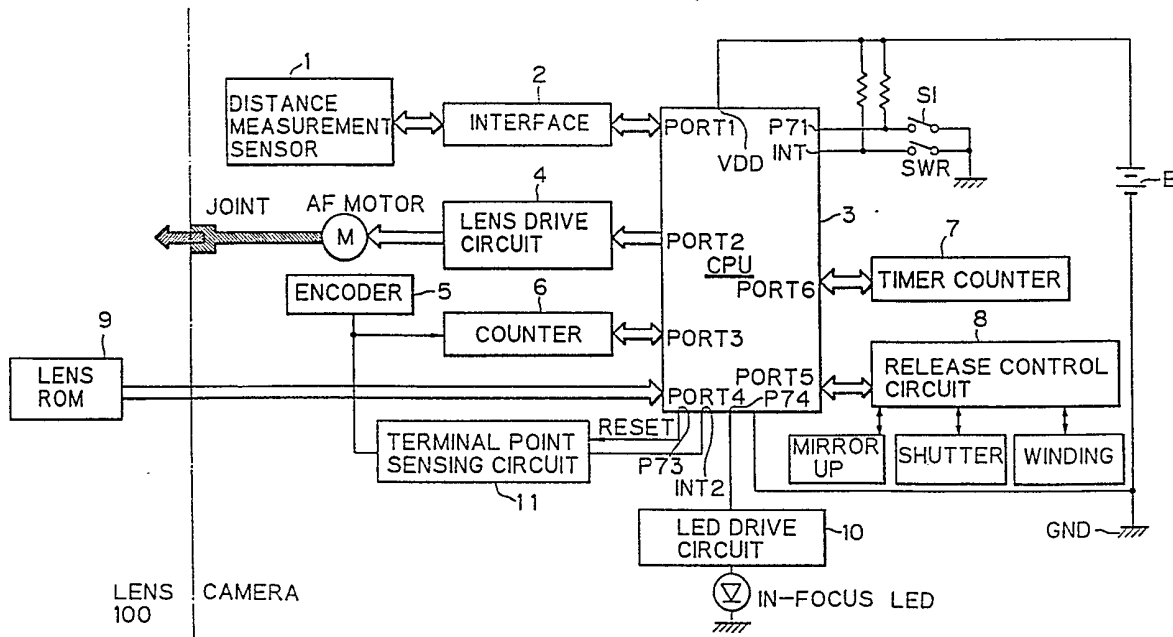 1
DISTANCE
MEASUREMENT
SENSOR
2
INTERFACE
PORT1
VDD
P71
INT
S1
SWR
E
3
JOINT
AF MOTOR
M
4
LENS DRIVE
CIRCUIT
PORT2
CPU
PORT6
7
TIMER COUNTER
ENCODER
5
6
COUNTER
PORT3
9
LENS
ROM
PORT4
PORT5
P74
8
RELEASE CONTROL
CIRCUIT
MIRROR
UP
SHUTTER
WINDING
RESET
TERMINAL POINT
SENSING CIRCUIT
11
P73
INT2
LED DRIVE
CIRCUIT
10
GND
IN-FOCUS LED
LENS
100
CAMERA